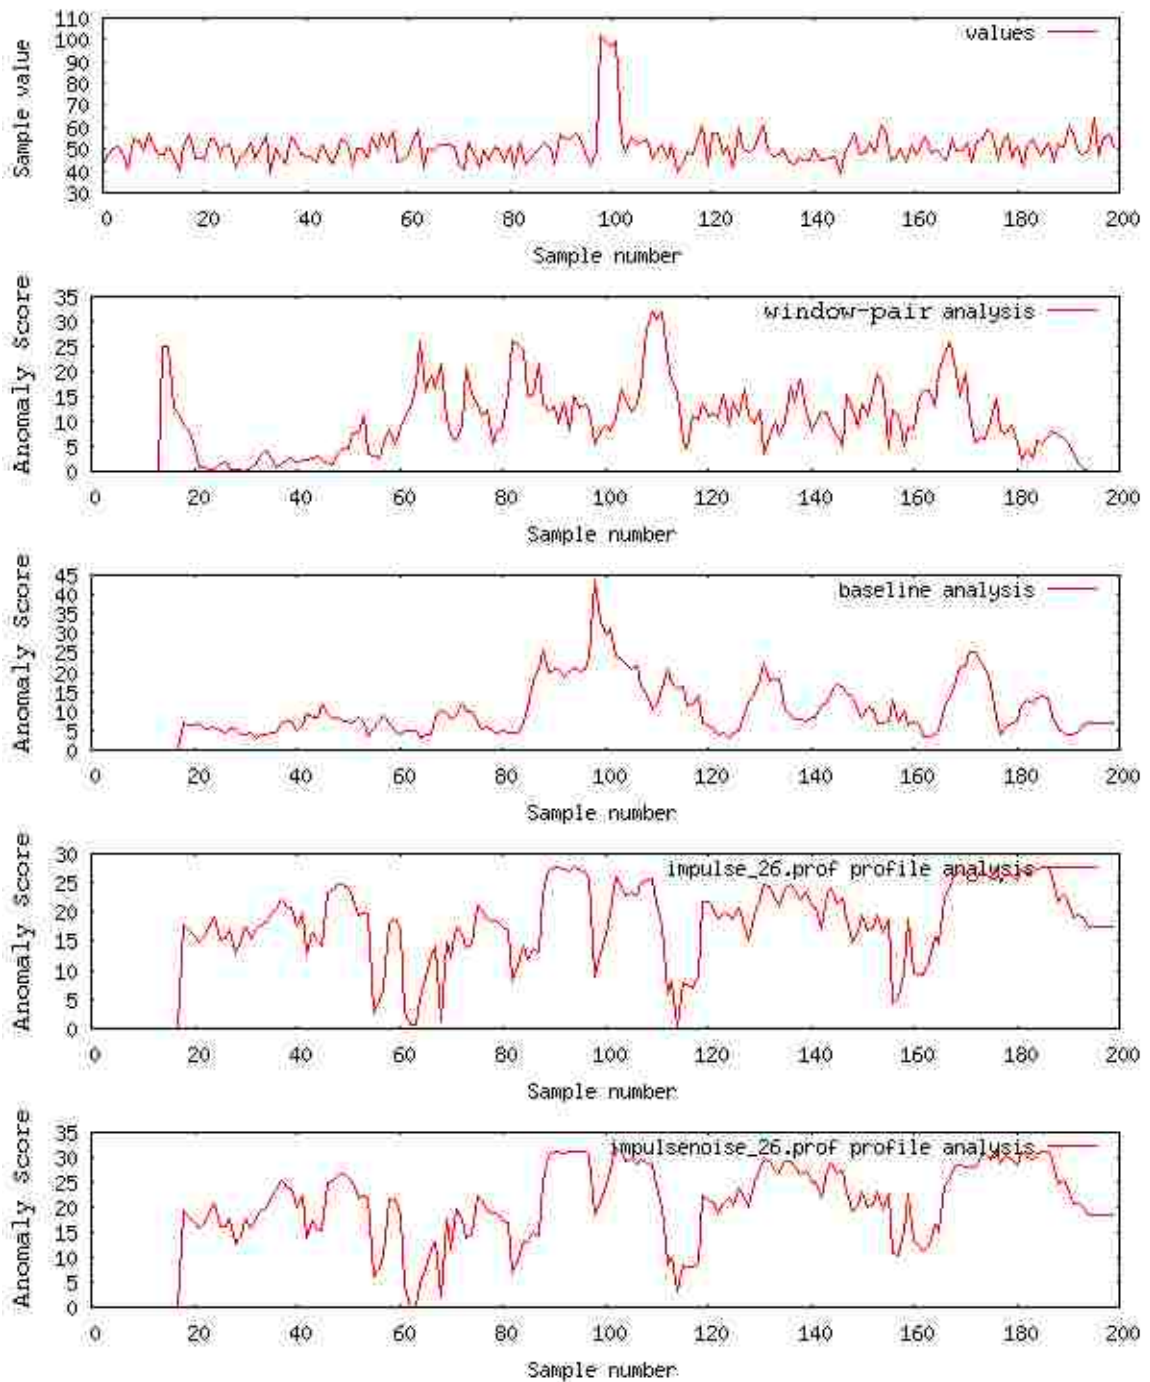 110
100
90
80
70
60
50
40
30
Sample value
values
0 20 40 60 80 100 120 140 160 180 200
Sample number
35
30
25
20
15
10
5
0
Anomaly Score
window-pair analysis
0 20 40 60 80 100 120 140 160 180 200
Sample number
45
40
35
30
25
20
15
10
5
0
Anomaly Score
baseline analysis
0 20 40 60 80 100 120 140 160 180 200
Sample number
30
25
20
15
10
5
0
Anomaly Score
impulse_26.prof profile analysis
0 20 40 60 80 100 120 140 160 180 200
Sample number
35
30
25
20
15
10
5
0
Anomaly Score
impulsenoise_26.prof profile analysis
0 20 40 60 80 100 120 140 160 180 200
Sample number